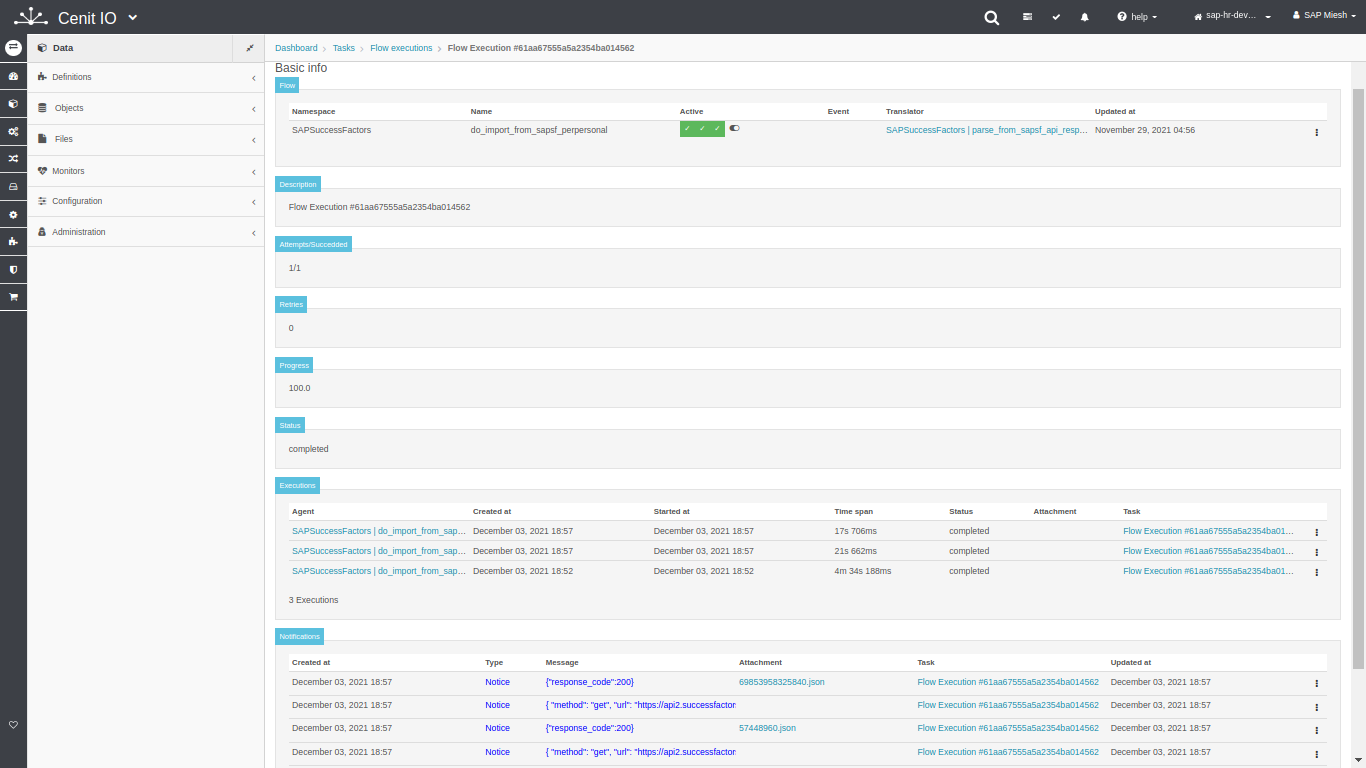 Cenit IO
help
sap-hr-dev…
SAP Miesh
Data
Definitions
Objects
Files
Monitors
Configuration
Administration
Dashboard › Tasks › Flow executions › Flow Execution #61aa67555a5a2354ba014562
Basic info
Flow
Namespace Name Active Event Translator Updated at
SAPSuccessFactors do_import_from_sapsf_perpersonal ✓ ✓ ✓ SAPSuccessFactors | parse_from_sapsf_api_resp… November 29, 2021 04:56
Description
Flow Execution #61aa67555a5a2354ba014562
Attempts/Succedded
1/1
Retries
0
Progress
100.0
Status
completed
Executions
Agent Created at Started at Time span Status Attachment Task
SAPSuccessFactors | do_import_from_sap… December 03, 2021 18:57 December 03, 2021 18:57 17s 706ms completed Flow Execution #61aa67555a5a2354ba01…
SAPSuccessFactors | do_import_from_sap… December 03, 2021 18:57 December 03, 2021 18:57 21s 662ms completed Flow Execution #61aa67555a5a2354ba01…
SAPSuccessFactors | do_import_from_sap… December 03, 2021 18:52 December 03, 2021 18:52 4m 34s 188ms completed Flow Execution #61aa67555a5a2354ba01…
3 Executions
Notifications
Created at Type Message Attachment Task Updated at
December 03, 2021 18:57 Notice {"response_code":200} 69853958325840.json Flow Execution #61aa67555a5a2354ba014562 December 03, 2021 18:57
December 03, 2021 18:57 Notice { "method": "get", "url": "https://api2.successfactor Flow Execution #61aa67555a5a2354ba014562 December 03, 2021 18:57
December 03, 2021 18:57 Notice {"response_code":200} 57448960.json Flow Execution #61aa67555a5a2354ba014562 December 03, 2021 18:57
December 03, 2021 18:57 Notice { "method": "get", "url": "https://api2.successfactor Flow Execution #61aa67555a5a2354ba014562 December 03, 2021 18:57